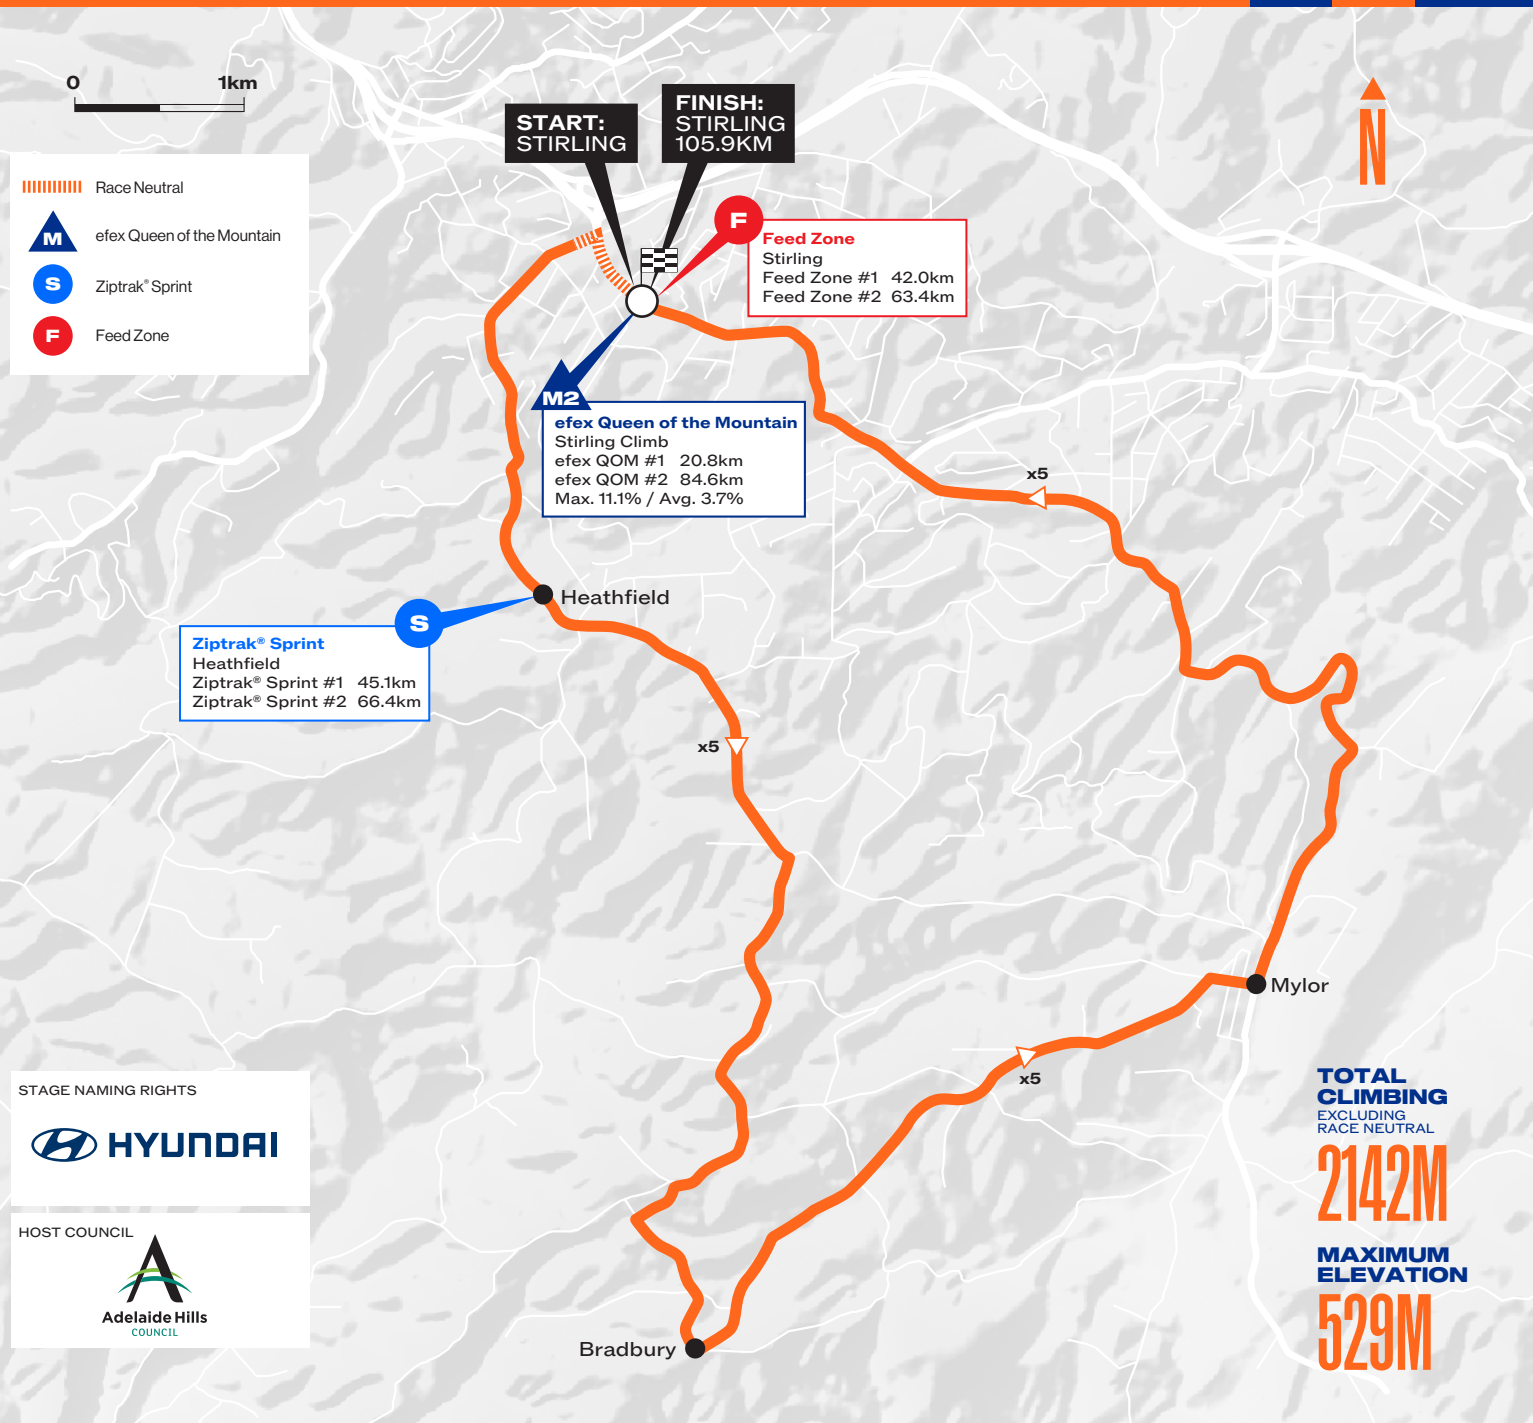 0 1km
START:
STIRLING
FINISH:
STIRLING
105.9KM
N
Race Neutral
M
efex Queen of the Mountain
S
Ziptrak® Sprint
F
Feed Zone
F
Feed Zone
Stirling
Feed Zone #1 42.0km
Feed Zone #2 63.4km
M2
efex Queen of the Mountain
Stirling Climb
efex QOM #1 20.8km
efex QOM #2 84.6km
Max. 11.1% / Avg. 3.7%
x5
Heathfield
S
Ziptrak® Sprint
Heathfield
Ziptrak® Sprint #1 45.1km
Ziptrak® Sprint #2 66.4km
x5
Mylor
x5
Bradbury
STAGE NAMING RIGHTS
HYUNDAI
HOST COUNCIL
Adelaide Hills
COUNCIL
TOTAL
CLIMBING
EXCLUDING
RACE NEUTRAL
2142M
MAXIMUM
ELEVATION
529M